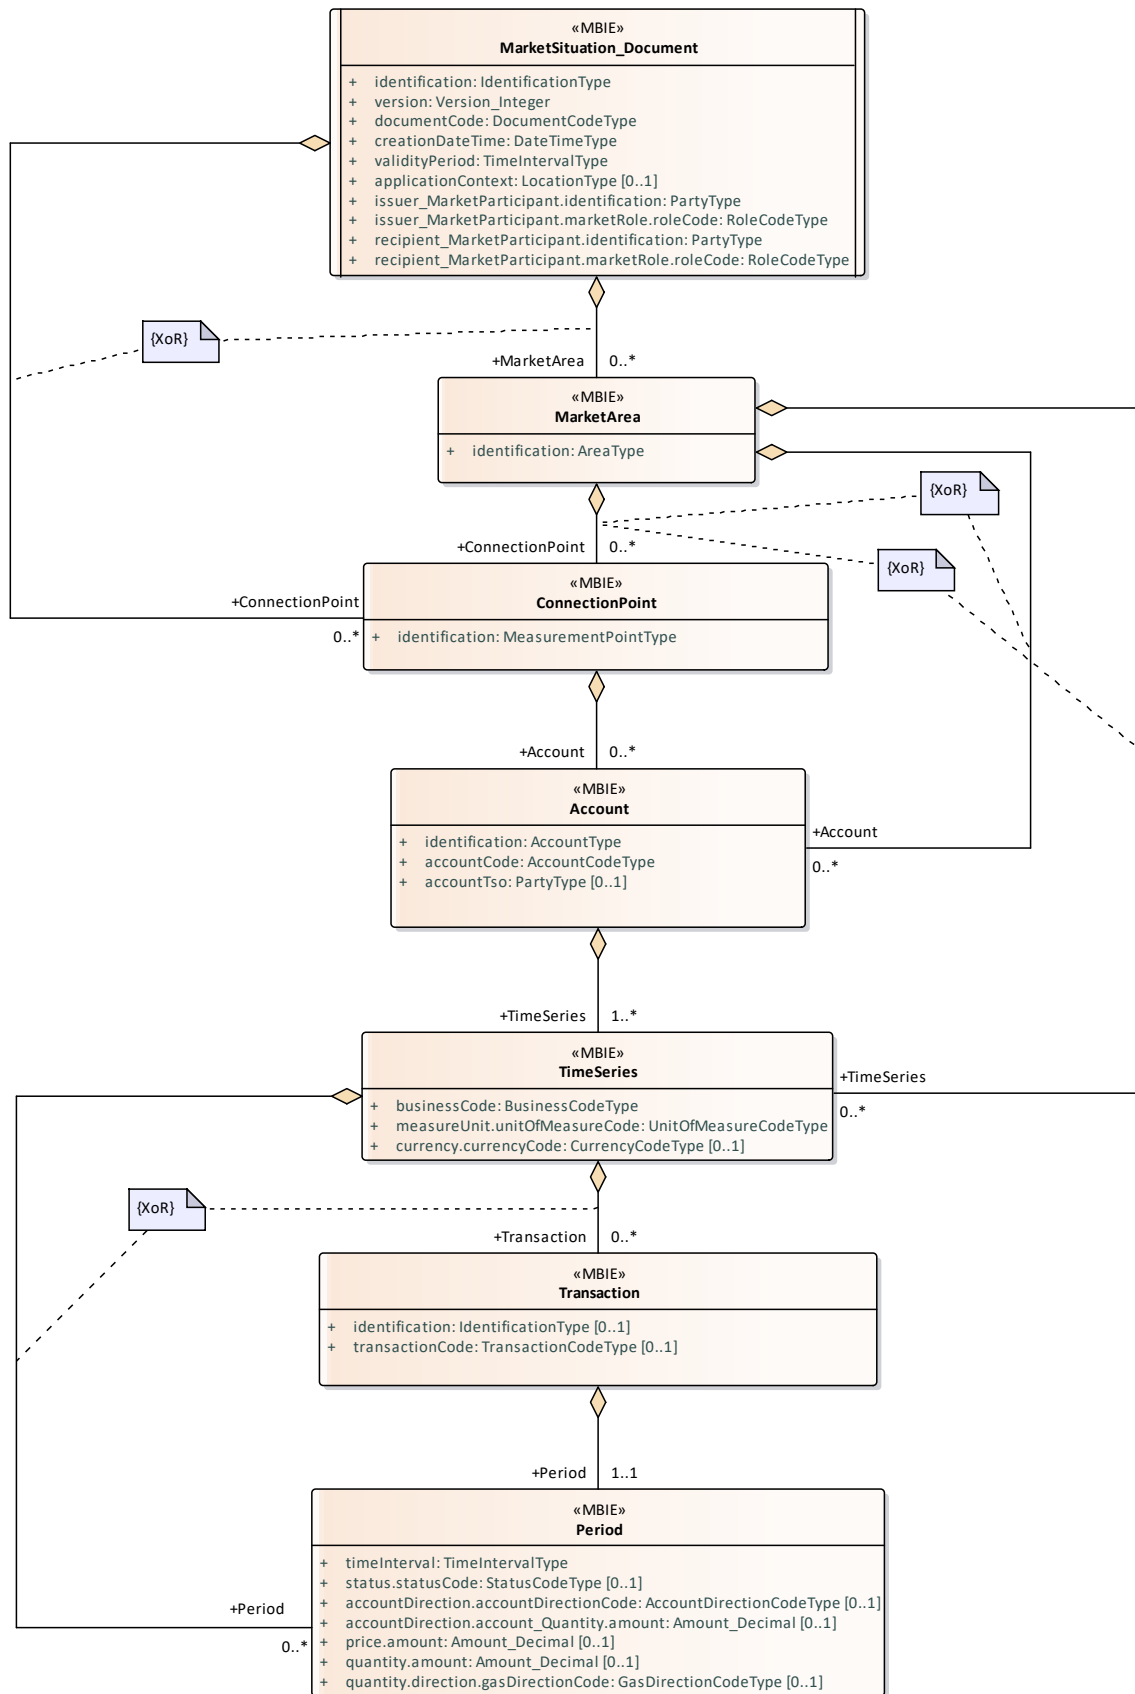 «MBIE»
MarketSituation_Document
+ identification: IdentificationType
+ version: Version_Integer
+ documentCode: DocumentCodeType
+ creationDateTime: DateTimeType
+ validityPeriod: TimeIntervalType
+ applicationContext: LocationType [0..1]
+ issuer_MarketParticipant.identification: PartyType
+ issuer_MarketParticipant.marketRole.roleCode: RoleCodeType
+ recipient_MarketParticipant.identification: PartyType
+ recipient_MarketParticipant.marketRole.roleCode: RoleCodeType
{XoR}
+MarketArea 0..*
«MBIE»
MarketArea
+ identification: AreaType
{XoR}
+ConnectionPoint 0..*
{XoR}
«MBIE»
ConnectionPoint
+ConnectionPoint
0..*
+ identification: MeasurementPointType
+Account 0..*
«MBIE»
Account
+ identification: AccountType
+ accountCode: AccountCodeType
+ accountTso: PartyType [0..1]
+Account
0..*
+TimeSeries 1..*
«MBIE»
TimeSeries
+ businessCode: BusinessCodeType
+ measureUnit.unitOfMeasureCode: UnitOfMeasureCodeType
+ currency.currencyCode: CurrencyCodeType [0..1]
+TimeSeries
0..*
{XoR}
+Transaction 0..*
«MBIE»
Transaction
+ identification: IdentificationType [0..1]
+ transactionCode: TransactionCodeType [0..1]
+Period 1..1
«MBIE»
Period
+ timeInterval: TimeIntervalType
+ status.statusCode: StatusCodeType [0..1]
+ accountDirection.accountDirectionCode: AccountDirectionCodeType [0..1]
+ accountDirection.account_Quantity.amount: Amount_Decimal [0..1]
+ price.amount: Amount_Decimal [0..1]
+ quantity.amount: Amount_Decimal [0..1]
+ quantity.direction.gasDirectionCode: GasDirectionCodeType [0..1]
+Period
0..*